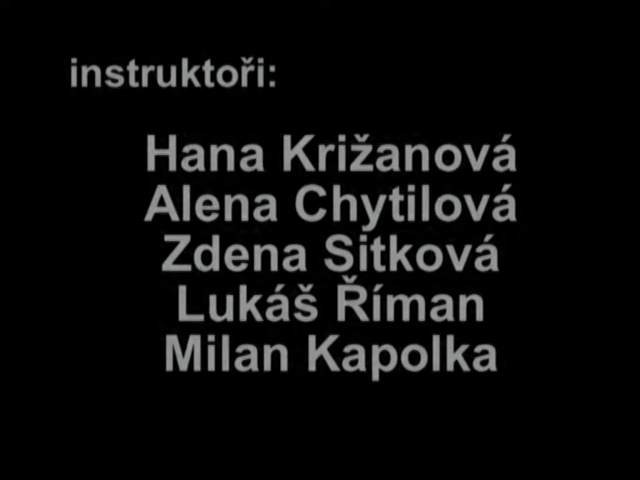 instruktoři:
Hana Križanová
Alena Chytilová
Zdena Sitková
Lukáš Říman
Milan Kapolka